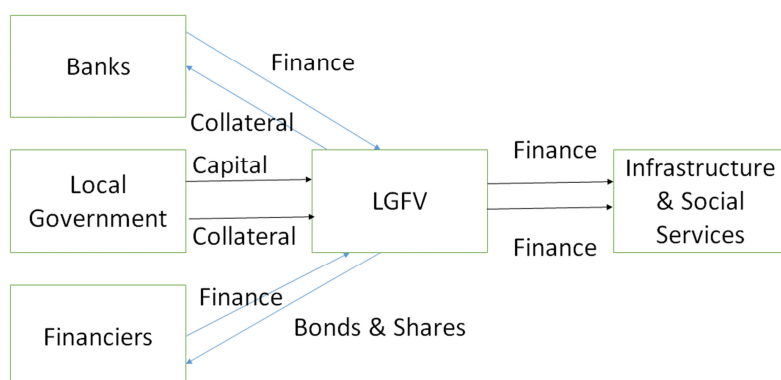 Banks
Finance
Collateral
Capital
Local
Government
Collateral
LGFV
Finance
Finance
Infrastructure
& Social
Services
Finance
Bonds & Shares
Financiers